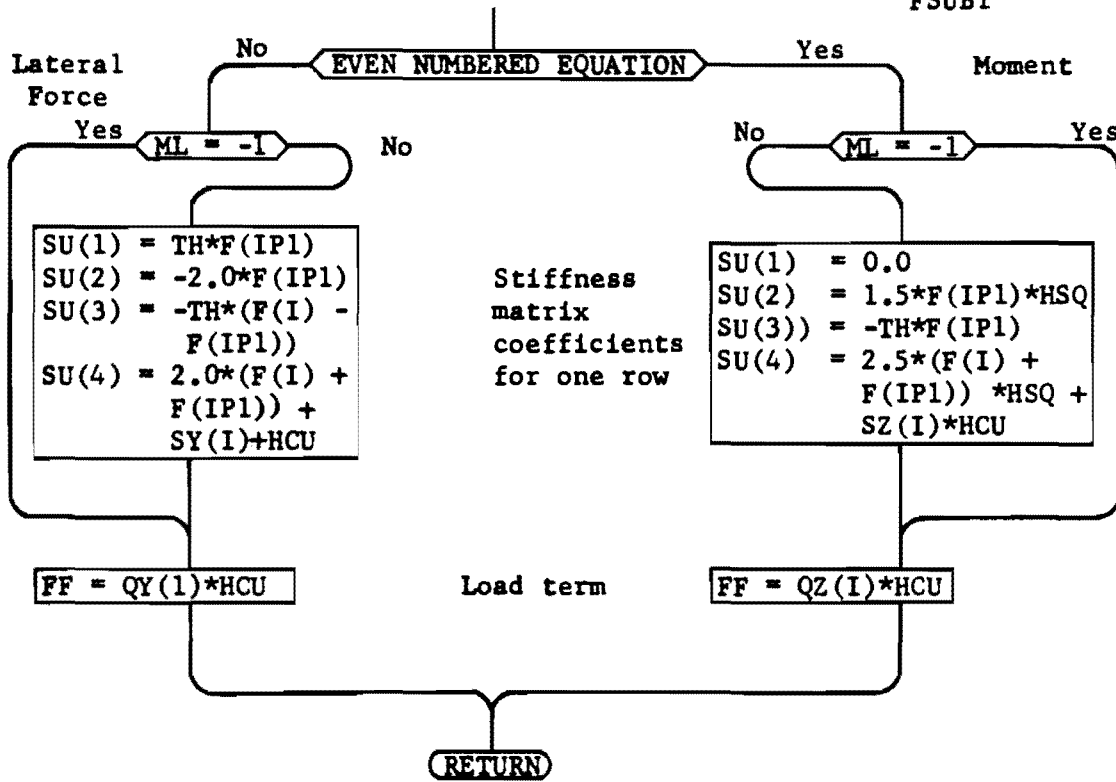 FSUB1
No
EVEN NUMBERED EQUATION
Yes
Lateral
Force
Moment
Yes
ML = -1
No
No
ML = -1
Yes
SU(1) = TH*F(IP1)
SU(2) = -2.0*F(IP1)
SU(3) = -TH*(F(I) -
F(IP1))
SU(4) = 2.0*(F(I) +
F(IP1)) +
SY(I)+HCU
Stiffness
matrix
coefficients
for one row
SU(1) = 0.0
SU(2) = 1.5*F(IP1)*HSQ
SU(3)) = -TH*F(IP1)
SU(4) = 2.5*(F(I) +
F(IP1)) *HSQ +
SZ(I)*HCU
FF = QY(1)*HCU
Load term
FF = QZ(I)*HCU
RETURN